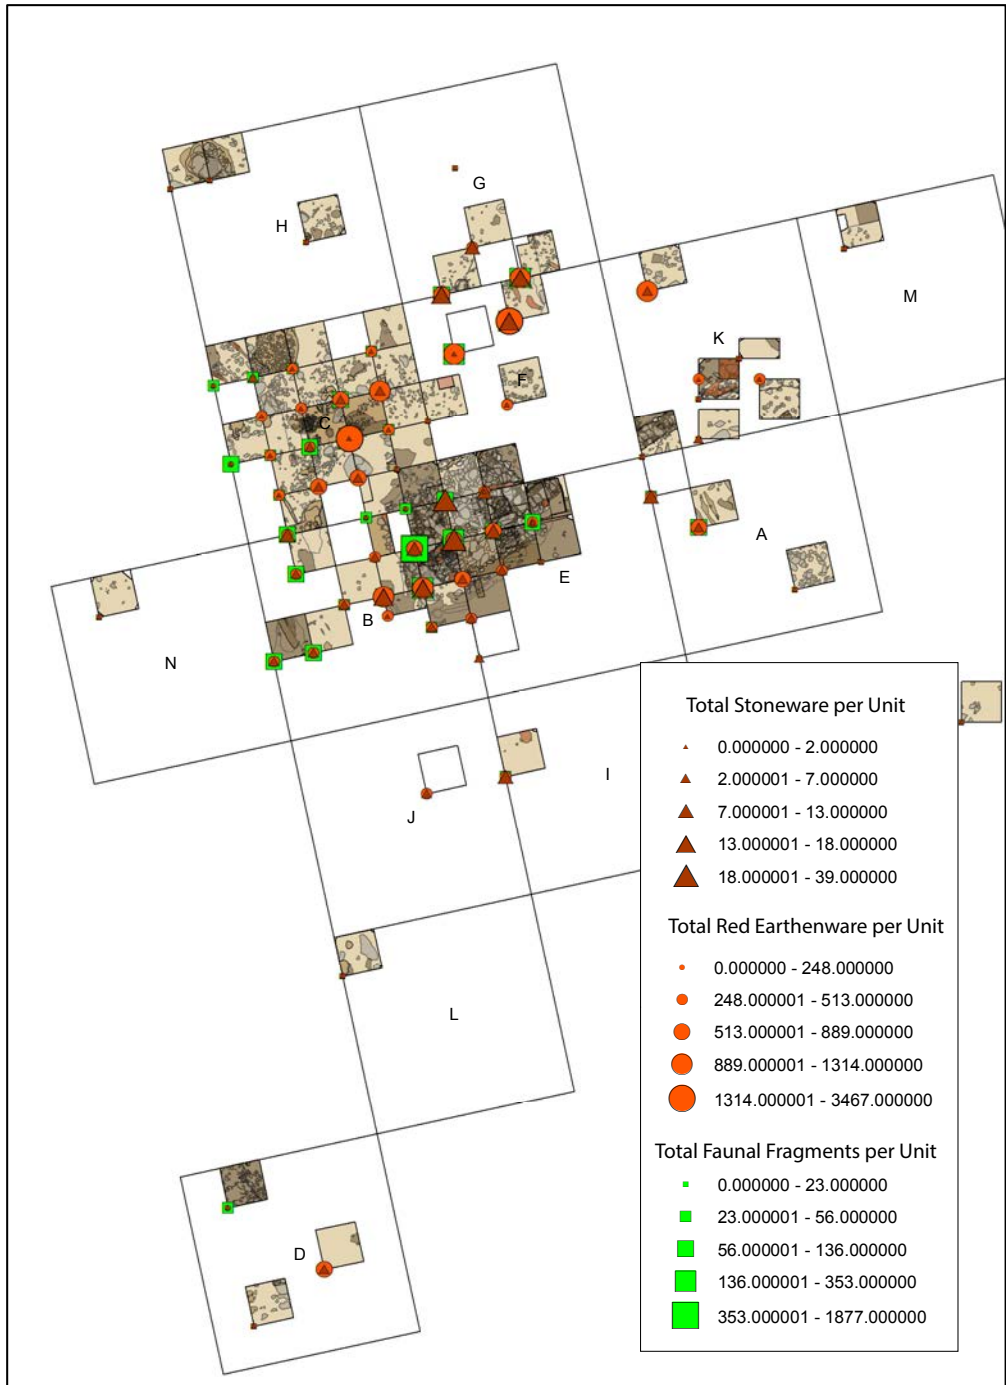 G
H
M
K
F
C
A
E
B
N
I
J
L
D
Total Stoneware per Unit
0.000000 - 2.000000
2.000001 - 7.000000
7.000001 - 13.000000
13.000001 - 18.000000
18.000001 - 39.000000
Total Red Earthenware per Unit
0.000000 - 248.000000
248.000001 - 513.000000
513.000001 - 889.000000
889.000001 - 1314.000000
1314.000001 - 3467.000000
Total Faunal Fragments per Unit
0.000000 - 23.000000
23.000001 - 56.000000
56.000001 - 136.000000
136.000001 - 353.000000
353.000001 - 1877.000000